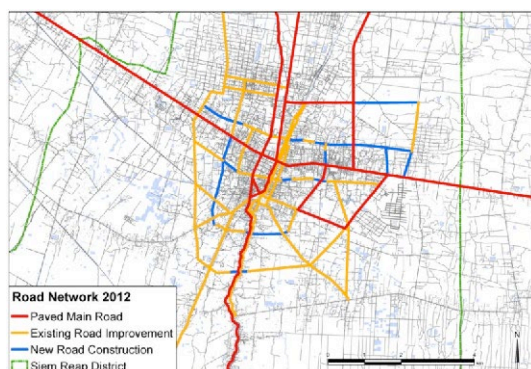 Road Network 2012
Paved Main Road
Existing Road Improvement
New Road Construction
Siem Reap District
N